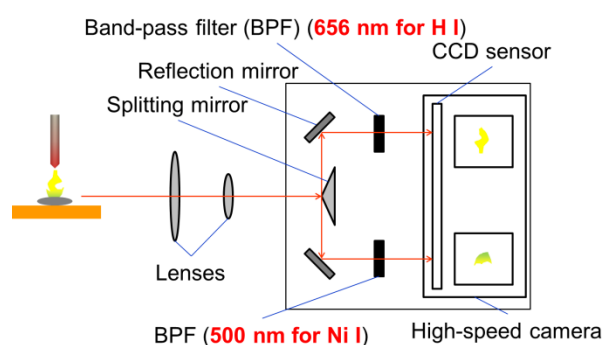 Band-pass filter (BPF) (656 nm for H I)
CCD sensor
Reflection mirror
Splitting mirror
Lenses
BPF (500 nm for Ni I)
High-speed camera